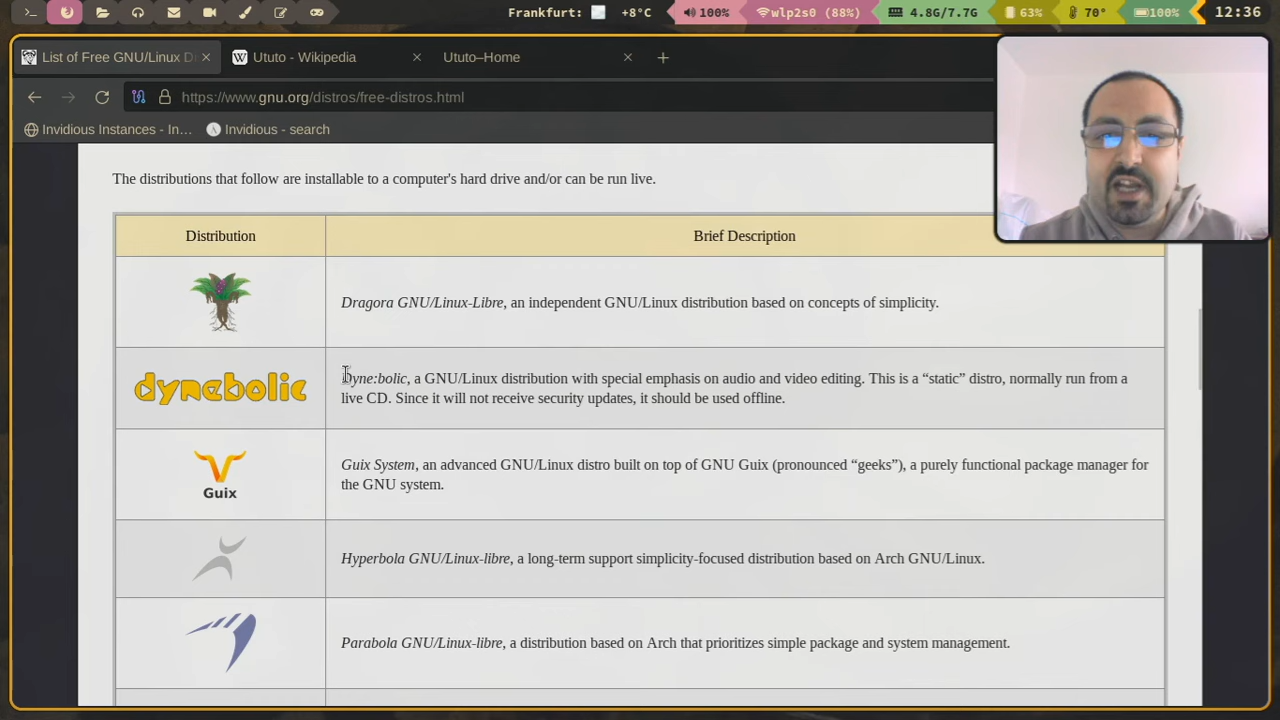 Frankfurt: +8°C 100% wlp2s0 (88%) 4.8G/7.7G 63% 70° 100% 12:36
List of Free GNU/Linux D Ututo - Wikipedia Ututo–Home
https://www.gnu.org/distros/free-distros.html
Invidious Instances - In… Invidious - search
The distributions that follow are installable to a computer's hard drive and/or can be run live.
Distribution Brief Description
Dragora GNU/Linux-Libre, an independent GNU/Linux distribution based on concepts of simplicity.
dynebolic
Dyne:bolic, a GNU/Linux distribution with special emphasis on audio and video editing. This is a “static” distro, normally run from a
live CD. Since it will not receive security updates, it should be used offline.
Guix
Guix System, an advanced GNU/Linux distro built on top of GNU Guix (pronounced “geeks”), a purely functional package manager for
the GNU system.
Hyperbola GNU/Linux-libre, a long-term support simplicity-focused distribution based on Arch GNU/Linux.
Parabola GNU/Linux-libre, a distribution based on Arch that prioritizes simple package and system management.